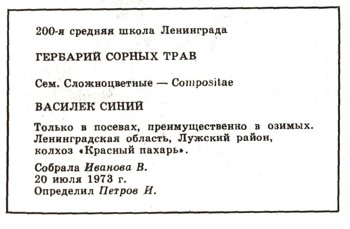 200-я средняя школа Ленинграда
ГЕРБАРИЙ СОРНЫХ ТРАВ
Сем. Сложноцветные — Compositae
ВАСИЛЕК СИНИЙ
Только в посевах, преимущественно в озимых.
Ленинградская область, Лужский район,
колхоз «Красный пахарь».
Собрала Иванова В.
20 июля 1973 г.
Определил Петров И.